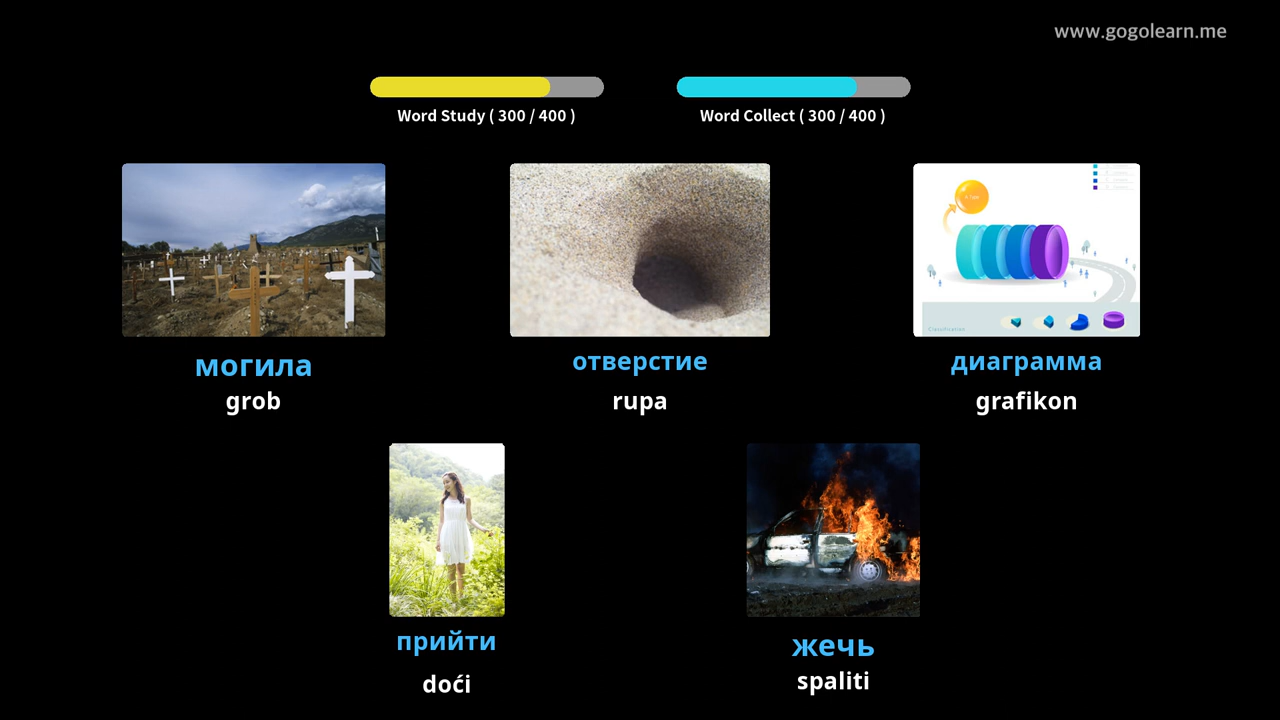 www.gogolearn.me
Word Study ( 300 / 400 )
Word Collect ( 300 / 400 )
могила
grob
отверстие
rupa
Classification
диаграмма
grafikon
прийти
doći
жечь
spaliti